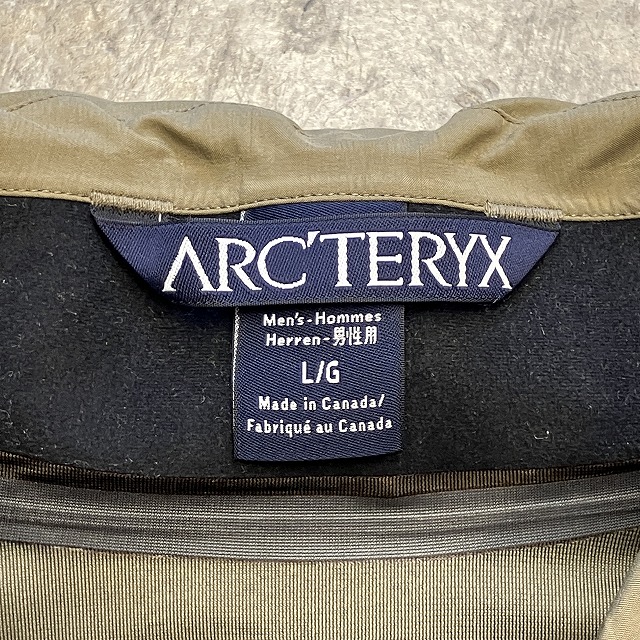 ARC'TERYX
Men's-Hommes
Herren-男性用
L/G
Made in Canada/
Fabriqué au Canada